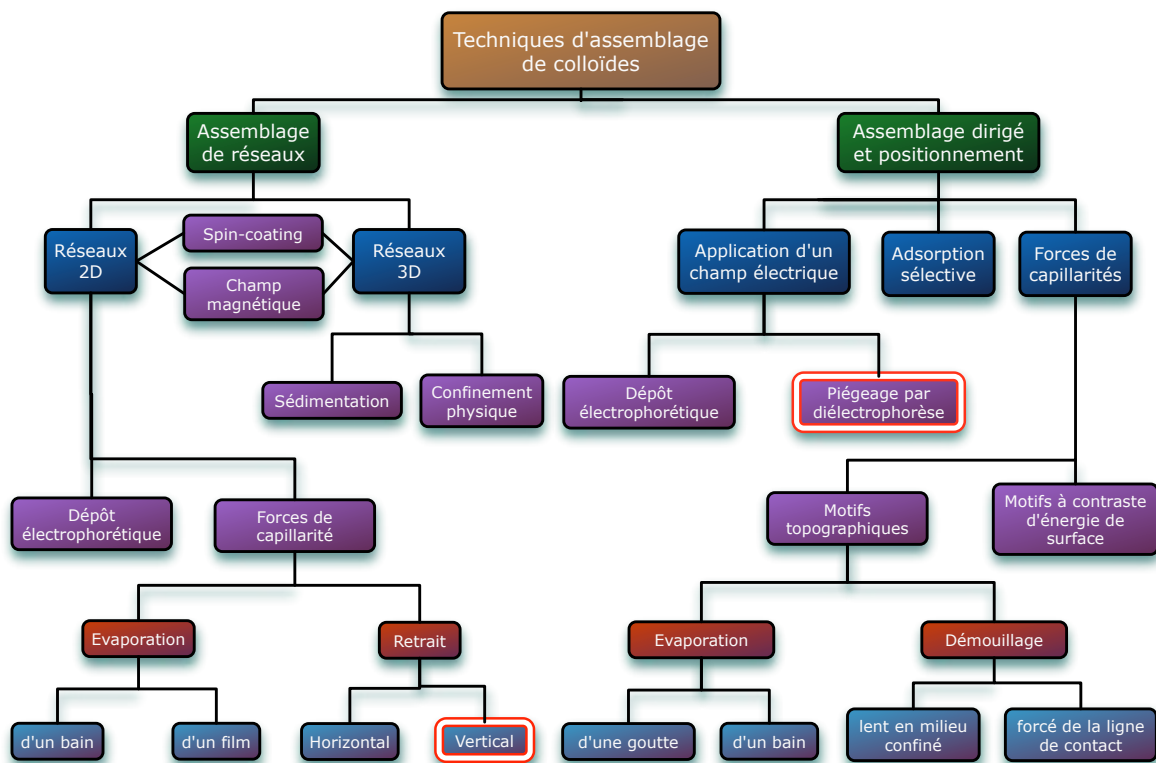 Techniques d'assemblage
de colloïdes
Assemblage
de réseaux
Assemblage dirigé
et positionnement
Réseaux
2D
Spin-coating
Champ
magnétique
Réseaux
3D
Application d'un
champ électrique
Adsorption
sélective
Forces de
capillarités
Sédimentation
Confinement
physique
Dépôt
électrophorétique
Piégeage par
diélectrophorèse
Dépôt
électrophorétique
Forces de
capillarité
Motifs
topographiques
Motifs à contraste
d'énergie de
surface
Evaporation
Retrait
Evaporation
Démouillage
d'un bain
d'un film
Horizontal
Vertical
d'une goutte
d'un bain
lent en milieu
confiné
forcé de la ligne
de contact